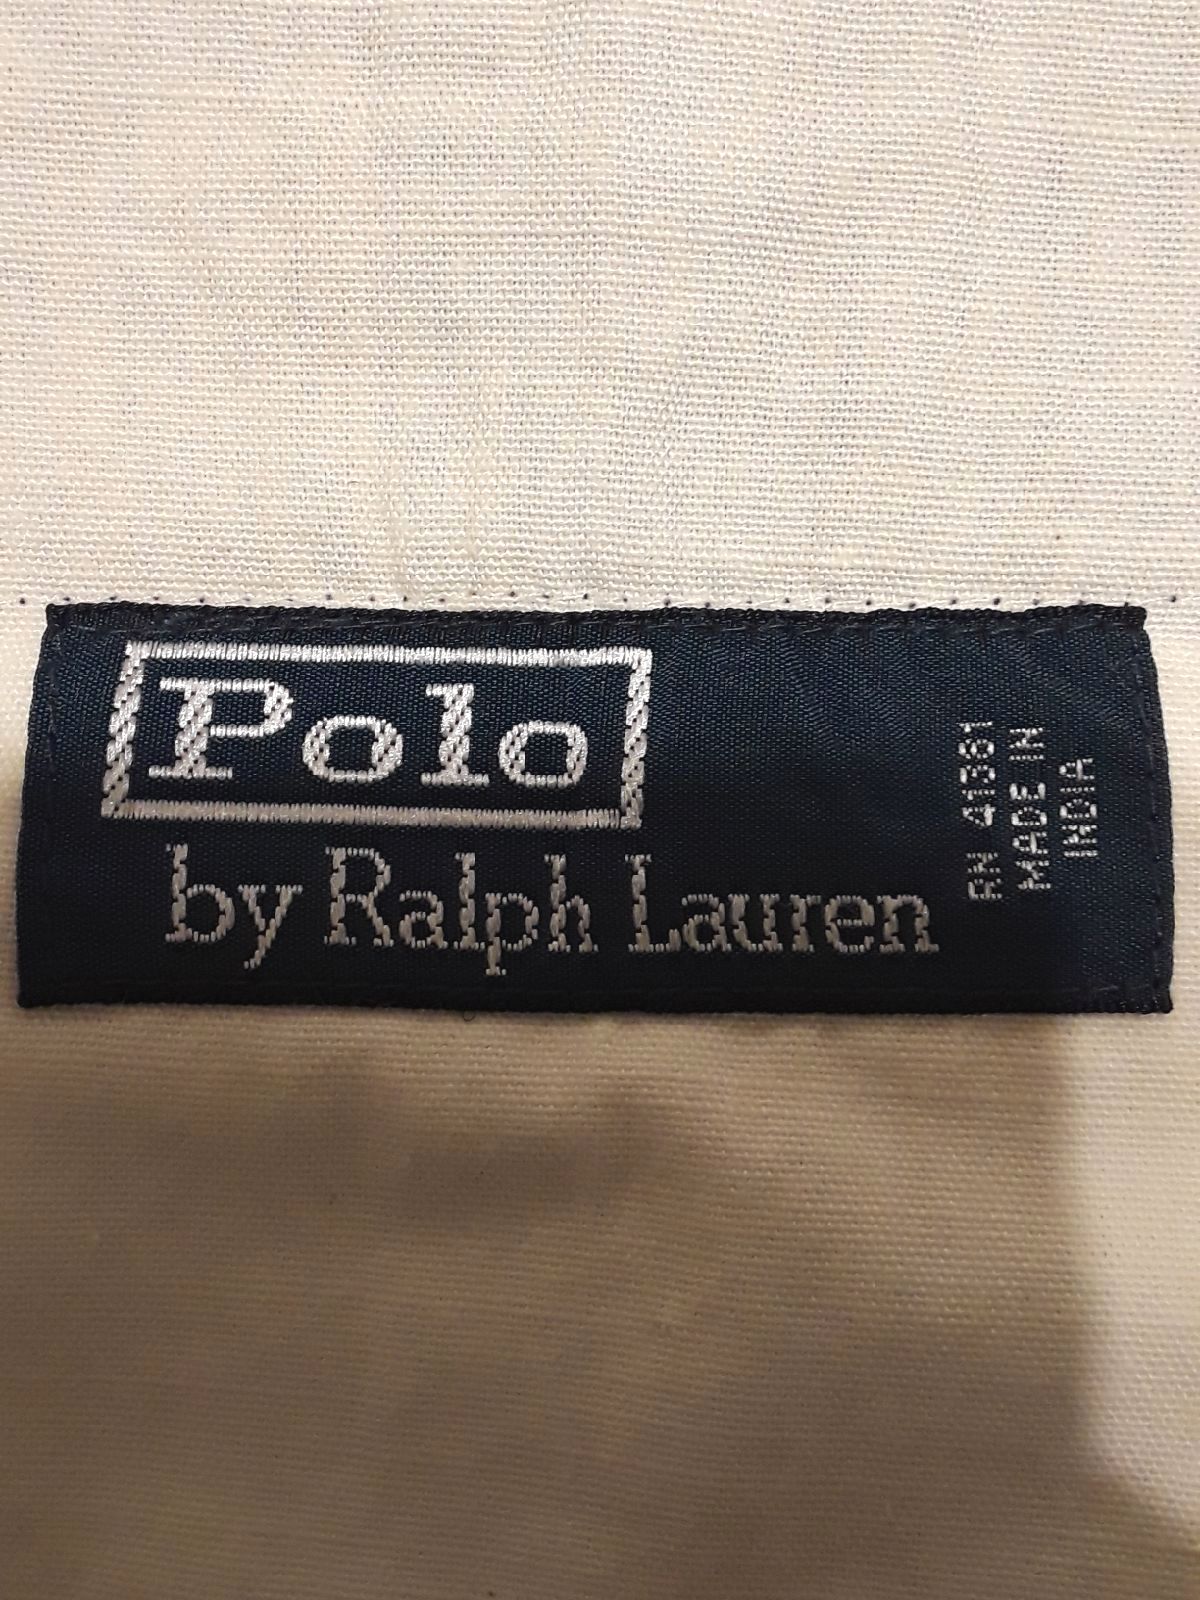 Polo
by Ralph Lauren
RN 41381
MADE IN
INDIA